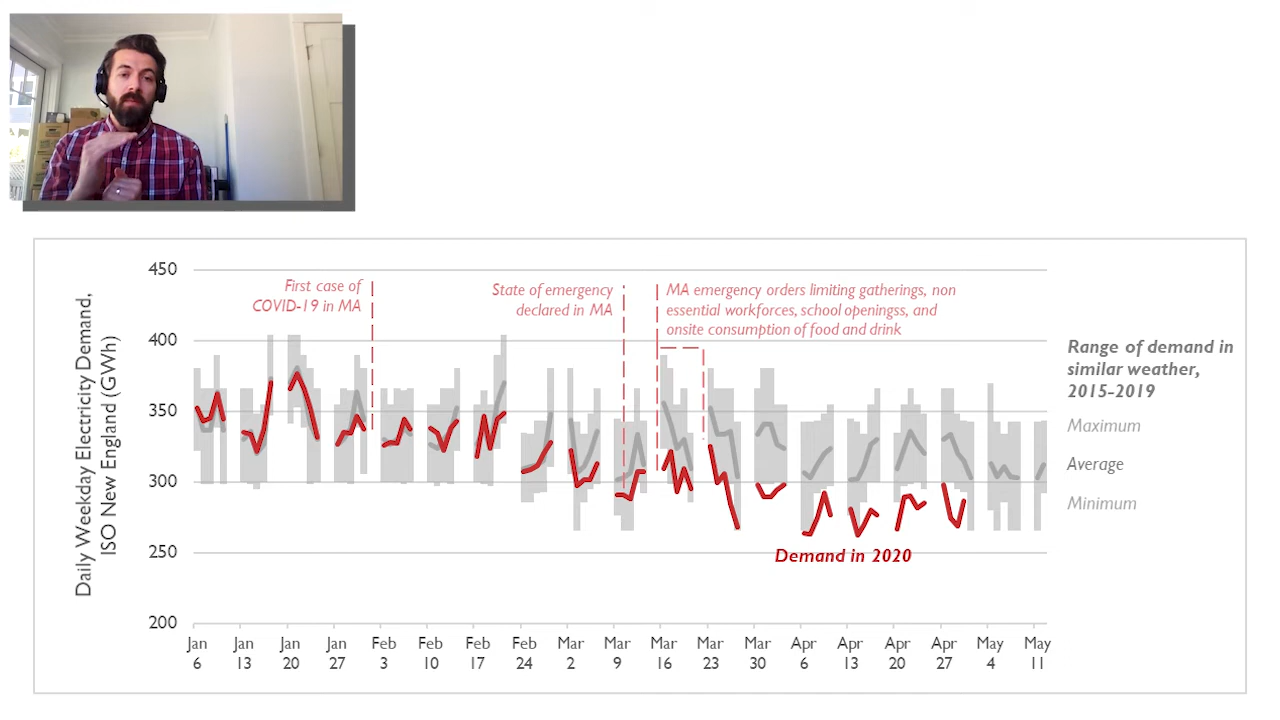 450
400
350
300
250
200
Daily Weekday Electricity Demand,
ISO New England (GWh)
First case of
COVID-19 in MA
State of emergency
declared in MA
MA emergency orders limiting gatherings, non
essential workforces, school openingss, and
onsite consumption of food and drink
Range of demand in
similar weather,
2015-2019
Maximum
Average
Minimum
Demand in 2020
Jan Jan Jan Jan Feb Feb Feb Feb Mar Mar Mar Mar Mar Apr Apr Apr Apr May May
6 13 20 27 3 10 17 24 2 9 16 23 30 6 13 20 27 4 11